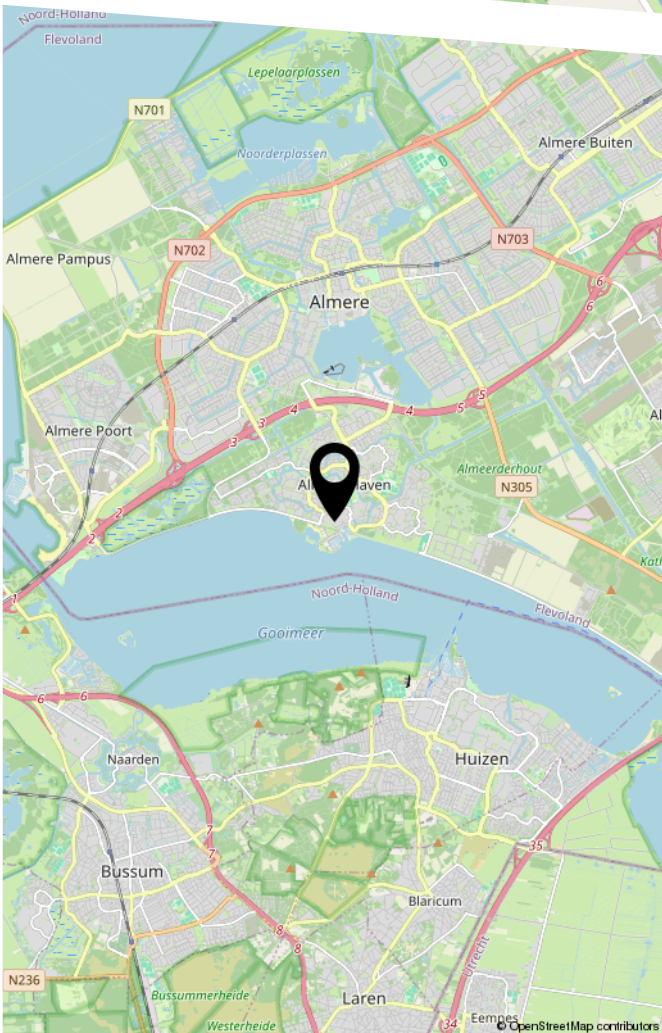 Noord-Holland
Flevoland
Lepelaarplassen
N701
Noorderplassen
Almere Buiten
N702
N703
Almere Pampus
6
6
Almere
5
5
4
4
3
3
Almere Poort
Almeerderhout
N305
2
2
1
Noord-Holland
Flevoland
Gooimeer
6
6
Naarden
Huizen
7
7
35
Bussum
Blaricum
8
8
Utrecht
N236
Bussummerheide
Laren
Westerheide
34
Eempes
© OpenStreetMap contributors